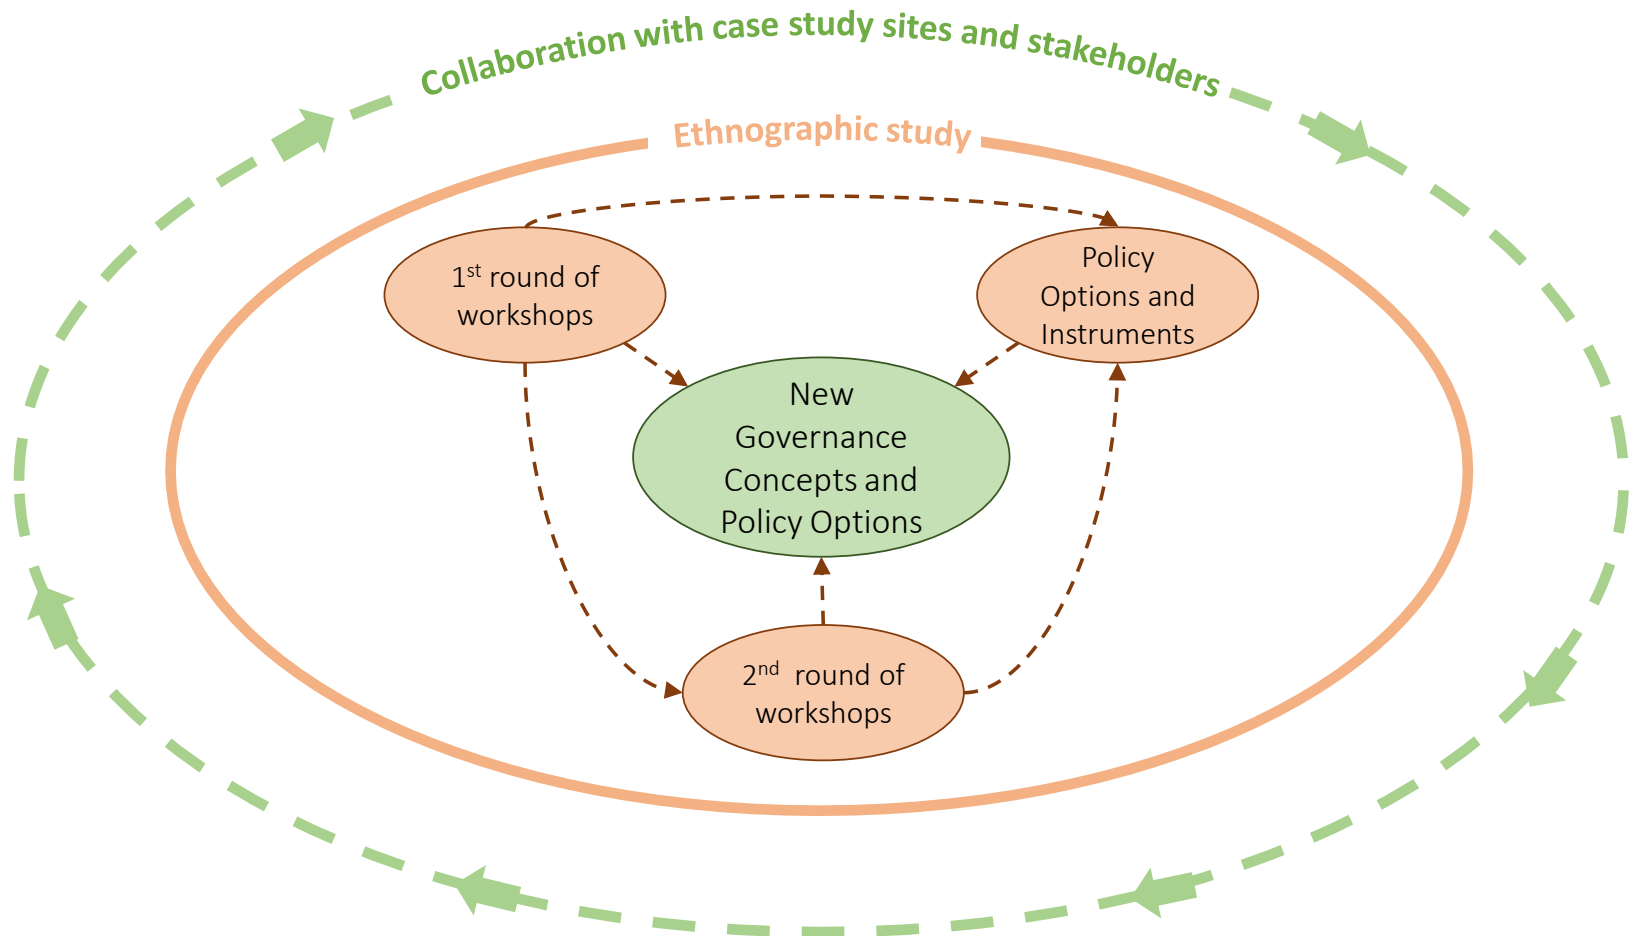 Collaboration with case study sites and stakeholders
Ethnographic study
1st round of
workshops
Policy
Options and
Instruments
New
Governance
Concepts and
Policy Options
2nd round of
workshops